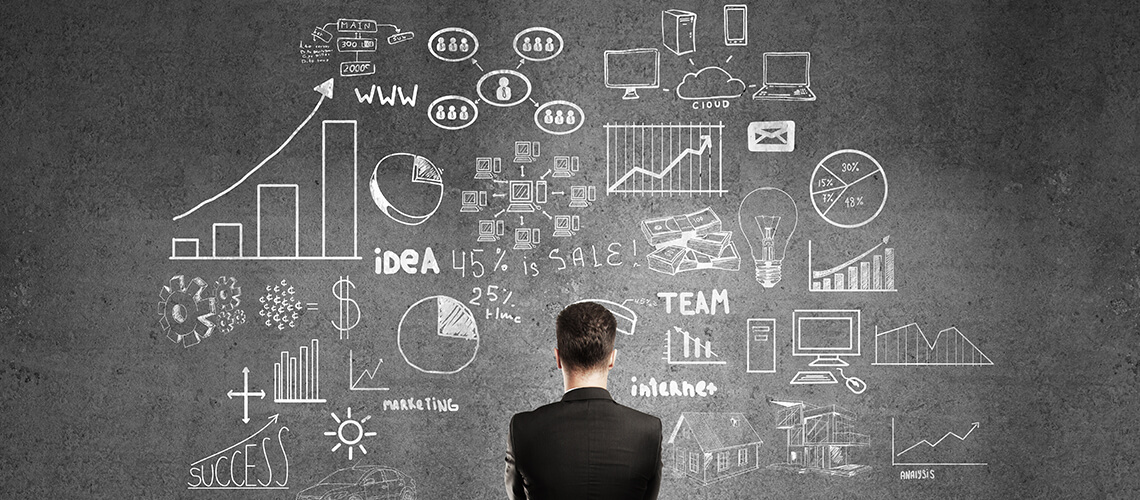 MAIN
300
2000$
WWW
CLOUD
30%
15%
7%
48%
iDEA
45% is SALE!
25%
time
45%
TEAM
internet
MARKETING
SUCCESS
ANALYSIS